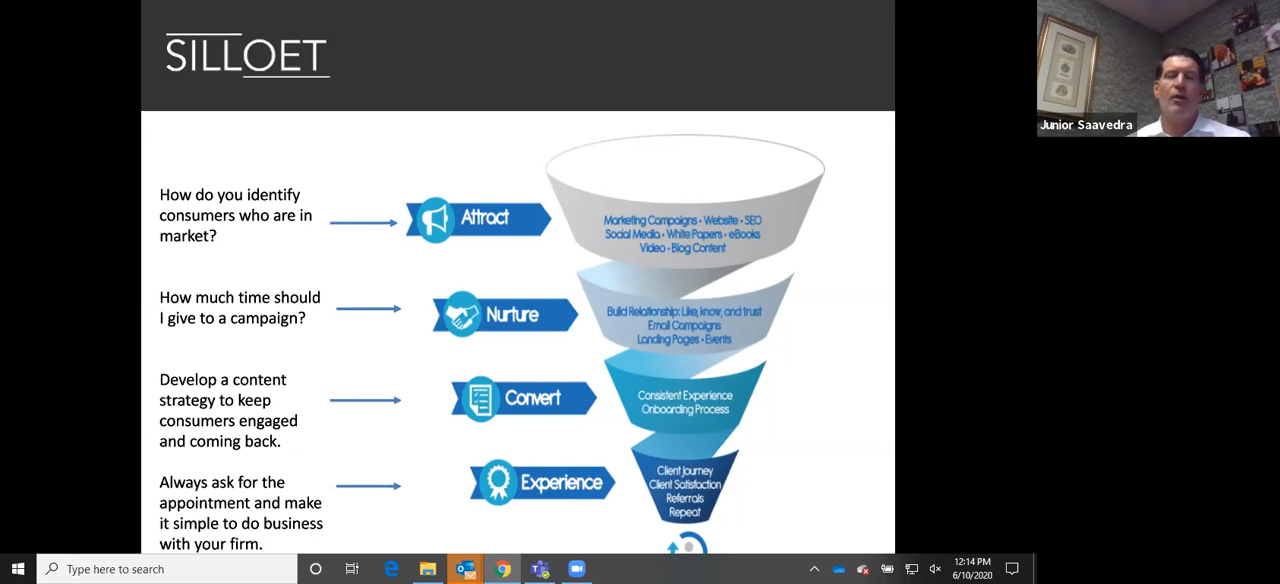 SILLOET
Junior Saavedra
How do you identify
consumers who are in
market?
Attract
Marketing Campaigns • Website • SEO
Social Media • White Papers • eBooks
Video • Blog Content
How much time should
I give to a campaign?
Nurture
Build Relationship: Like, know, and trust
Email Campaigns
Landing Pages • Events
Develop a content
strategy to keep
consumers engaged
and coming back.
Convert
Consistent Experience
Onboarding Process
Always ask for the
appointment and make
it simple to do business
with your firm.
Experience
Client Journey
Client Satisfaction
Referrals
Repeat
Type here to search
12:14 PM
6/10/2020